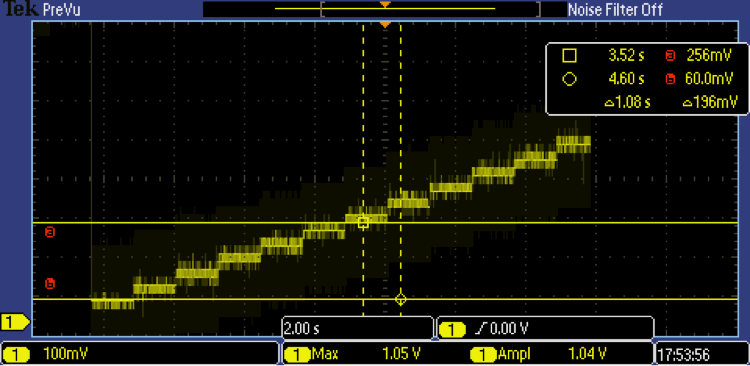 Tek PreVu
Noise Filter Off
3.52 s a 256mV
4.60 s b 60.0mV
△1.08 s △196mV
a
b
1
2.00 s
1 ∫ 0.00 V
1 100mV
1 Max 1.05 V
1 Ampl 1.04 V
17:53:56